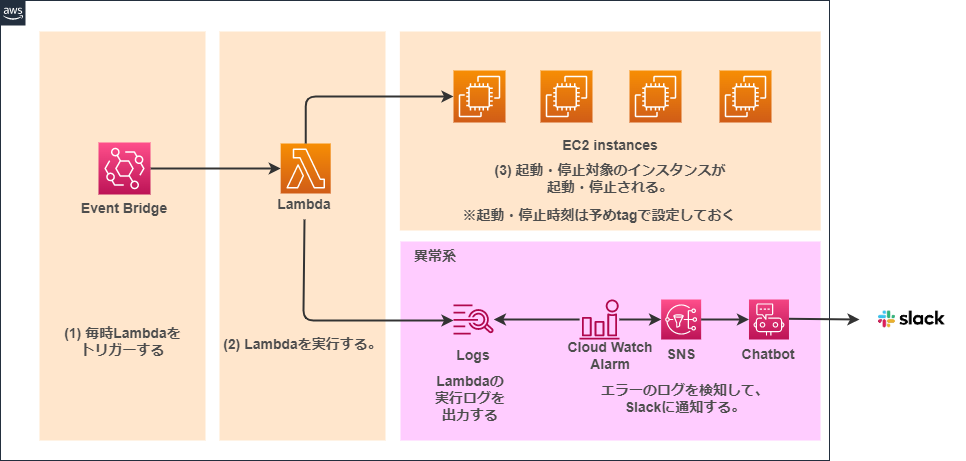 aws
Event Bridge
(1) 毎時Lambdaを
トリガーする
Lambda
(2) Lambdaを実行する。
EC2 instances
(3) 起動・停止対象のインスタンスが
起動・停止される。
※起動・停止時刻は予めtagで設定しておく
異常系
Logs
Lambdaの
実行ログを
出力する
Cloud Watch
Alarm
SNS
Chatbot
エラーのログを検知して、
Slackに通知する。
slack